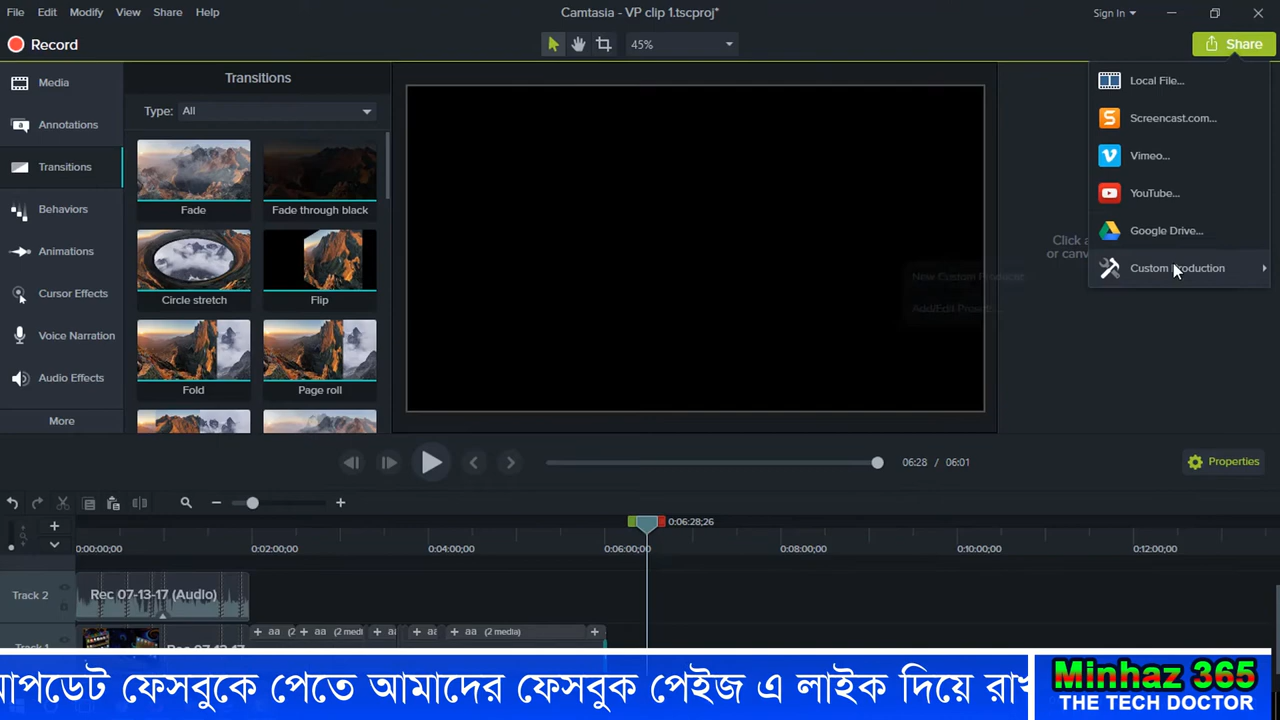 File Edit Modify View Share Help
Camtasia - VP clip 1.tscproj*
Sign In
Record
45%
Share
Media
Annotations
Transitions
Behaviors
Animations
Cursor Effects
Voice Narration
Audio Effects
More
Transitions
Type: All
Fade
Fade through black
Circle stretch
Flip
Fold
Page roll
Local File...
Screencast.com...
Vimeo...
YouTube...
Google Drive...
Custom Production
New Custom Production
Add/Edit Presets...
Click a
or canv
06:28 / 06:01
Properties
0:06:28;26
0:00:00;00 0:02:00;00 0:04:00;00 0:06:00;00 0:08:00;00 0:10:00;00 0:12:00;00
Track 2
Rec 07-13-17 (Audio)
Track 1
Rec 07-13-17
+ aa (2 + aa (2 medi + a + a + aa (2 media) +
আপডেট ফেসবুকে পেতে আমাদের ফেসবুক পেইজ এ লাইক দিয়ে রাখ
Minhaz 365
THE TECH DOCTOR